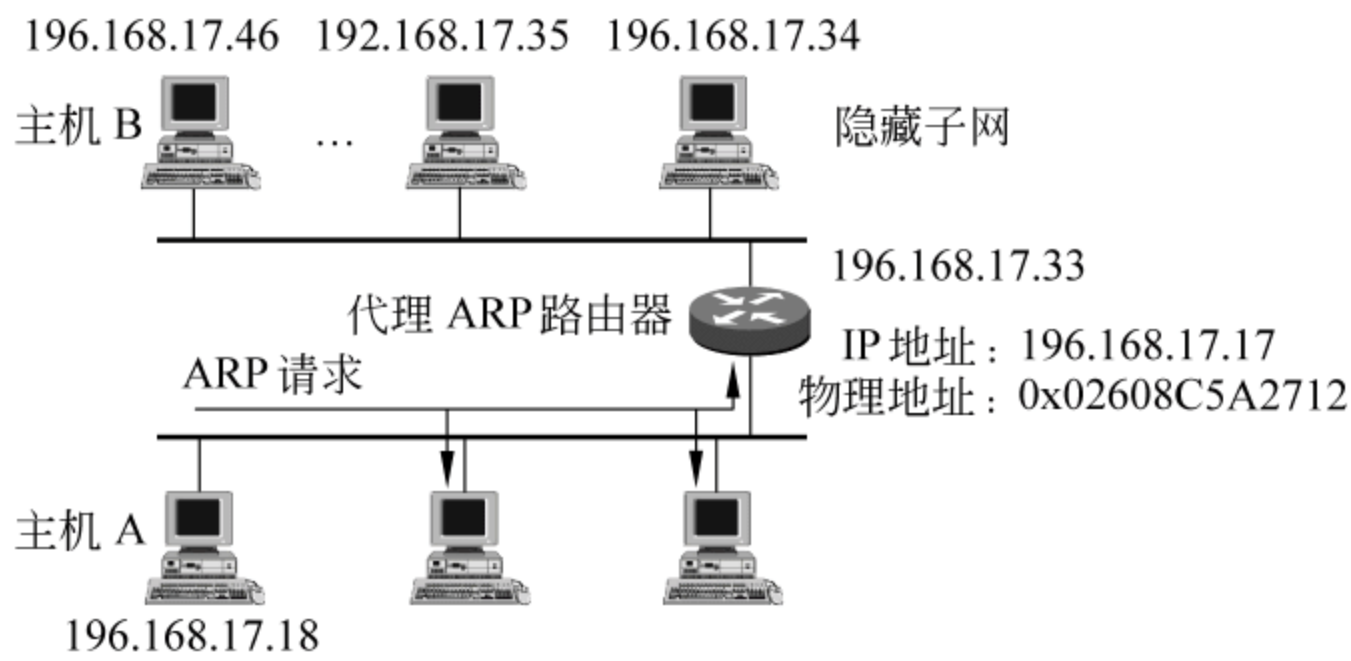 196.168.17.46 192.168.17.35 196.168.17.34
主机 B … 隐藏子网
196.168.17.33
代理 ARP 路由器
IP 地址：196.168.17.17
ARP 请求
物理地址：0x02608C5A2712
主机 A
196.168.17.18